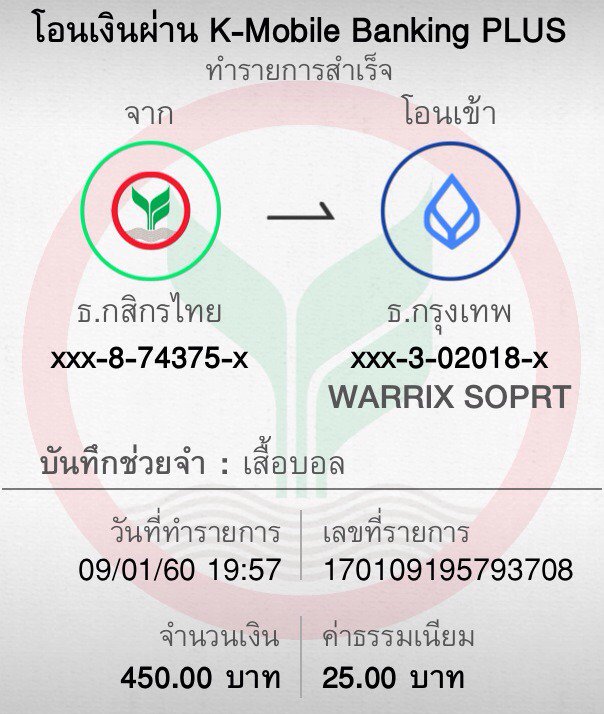 โอนเงินผ่าน K-Mobile Banking PLUS
ทำรายการสำเร็จ
จาก
โอนเข้า
ธ.กสิกรไทย
ธ.กรุงเทพ
xxx-8-74375-x
xxx-3-02018-x
WARRIX SOPRT
บันทึกช่วยจำ : เสื้อบอล
วันที่ทำรายการ
เลขที่รายการ
09/01/60 19:57
170109195793708
จำนวนเงิน
ค่าธรรมเนียม
450.00 บาท
25.00 บาท